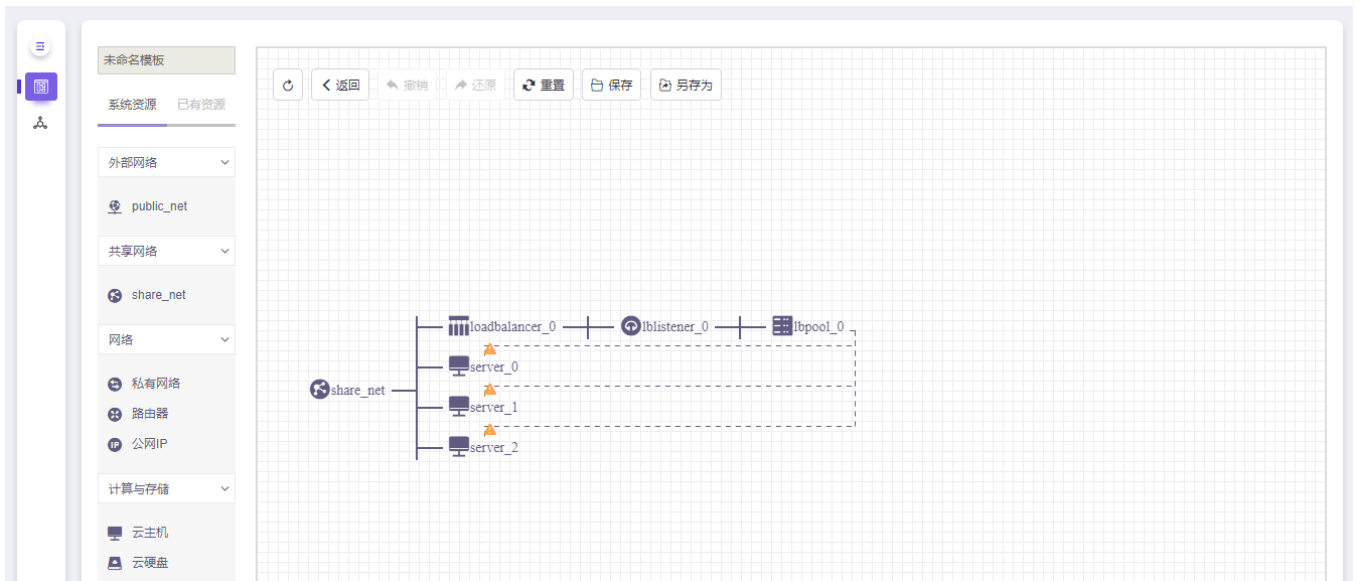 未命名模板
系统资源 已有资源
外部网络
public_net
共享网络
share_net
网络
私有网络
路由器
IP 公网IP
计算与存储
云主机
云硬盘
返回 撤销 还原 重置 保存 另存为
loadbalancer_0 lblistener_0 lbpool_0
server_0
share_net
server_1
server_2